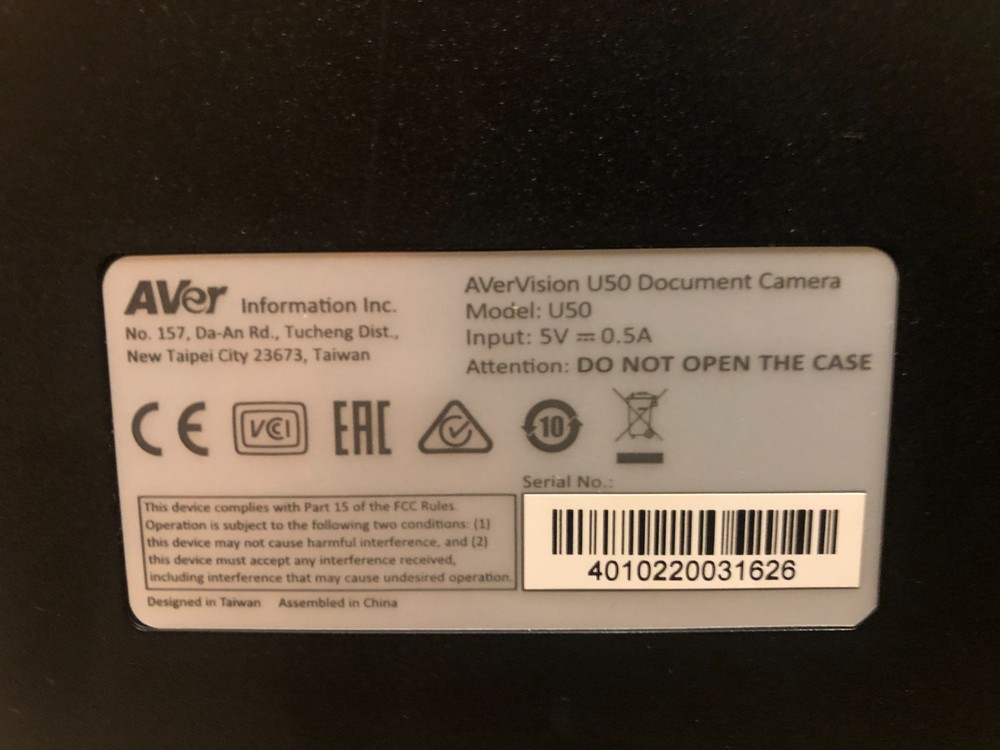 AVer Information Inc.
No. 157, Da-An Rd., Tucheng Dist.,
New Taipei City 23673, Taiwan
AVerVision U50 Document Camera
Model: U50
Input: 5V ⎓ 0.5A
Attention: DO NOT OPEN THE CASE
CE VCI EAC 10
This device complies with Part 15 of the FCC Rules.
Operation is subject to the following two conditions: (1)
this device may not cause harmful interference, and (2)
this device must accept any interference received,
including interference that may cause undesired operation.
Designed in Taiwan Assembled in China
Serial No.:
4010220031626